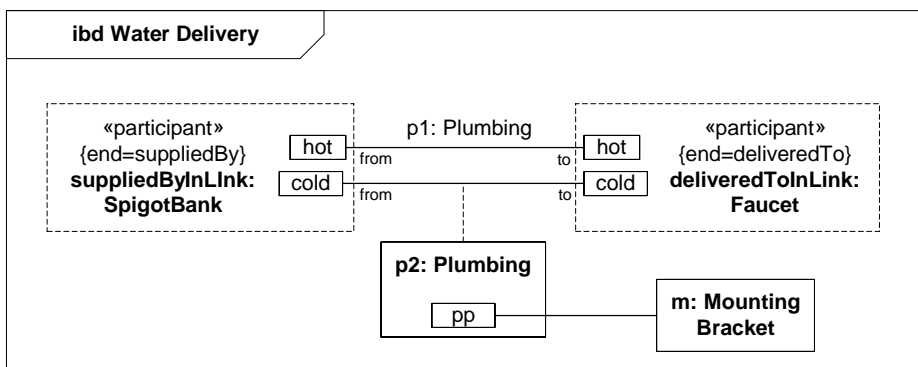 ibd Water Delivery
«participant»
{end=suppliedBy}
suppliedByInLInk:
SpigotBank
hot
cold
p1: Plumbing
from
to
from
to
hot
cold
«participant»
{end=deliveredTo}
deliveredToInLink:
Faucet
p2: Plumbing
pp
m: Mounting
Bracket